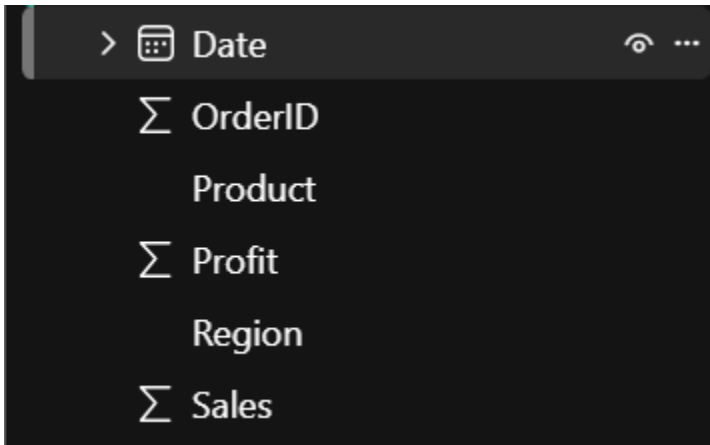 Date
∑ OrderID
Product
∑ Profit
Region
∑ Sales